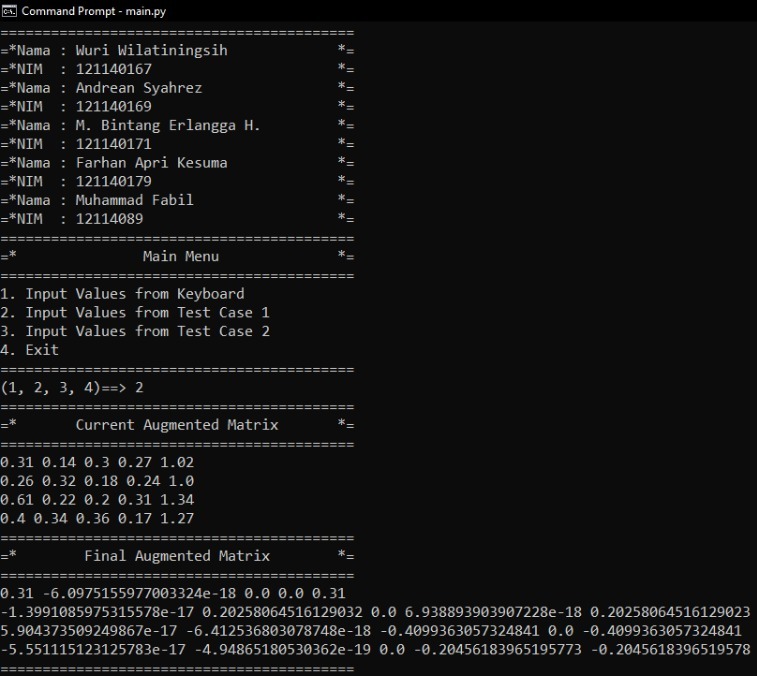 Command Prompt - main.py
==========================================
=*Nama : Wuri Wilatiningsih             *=
=*NIM  : 121140167                      *=
=*Nama : Andrean Syahrez                *=
=*NIM  : 121140169                      *=
=*Nama : M. Bintang Erlangga H.         *=
=*NIM  : 121140171                      *=
=*Nama : Farhan Apri Kesuma             *=
=*NIM  : 121140179                      *=
=*Nama : Muhammad Fabil                 *=
=*NIM  : 12114089                       *=
==========================================
=*               Main Menu              *=
==========================================
1. Input Values from Keyboard
2. Input Values from Test Case 1
3. Input Values from Test Case 2
4. Exit
==========================================
(1, 2, 3, 4)==> 2
==========================================
=*       Current Augmented Matrix       *=
==========================================
0.31 0.14 0.3 0.27 1.02
0.26 0.32 0.18 0.24 1.0
0.61 0.22 0.2 0.31 1.34
0.4 0.34 0.36 0.17 1.27
==========================================
=*        Final Augmented Matrix        *=
==========================================
0.31 -6.0975155977003324e-18 0.0 0.0 0.31
-1.3991085975315578e-17 0.20258064516129032 0.0 6.938893903907228e-18 0.20258064516129023
5.904373509249867e-17 -6.412536803078748e-18 -0.4099363057324841 0.0 -0.4099363057324841
-5.551115123125783e-17 -4.94865180530362e-19 0.0 -0.20456183965195773 -0.2045618396519578
==========================================